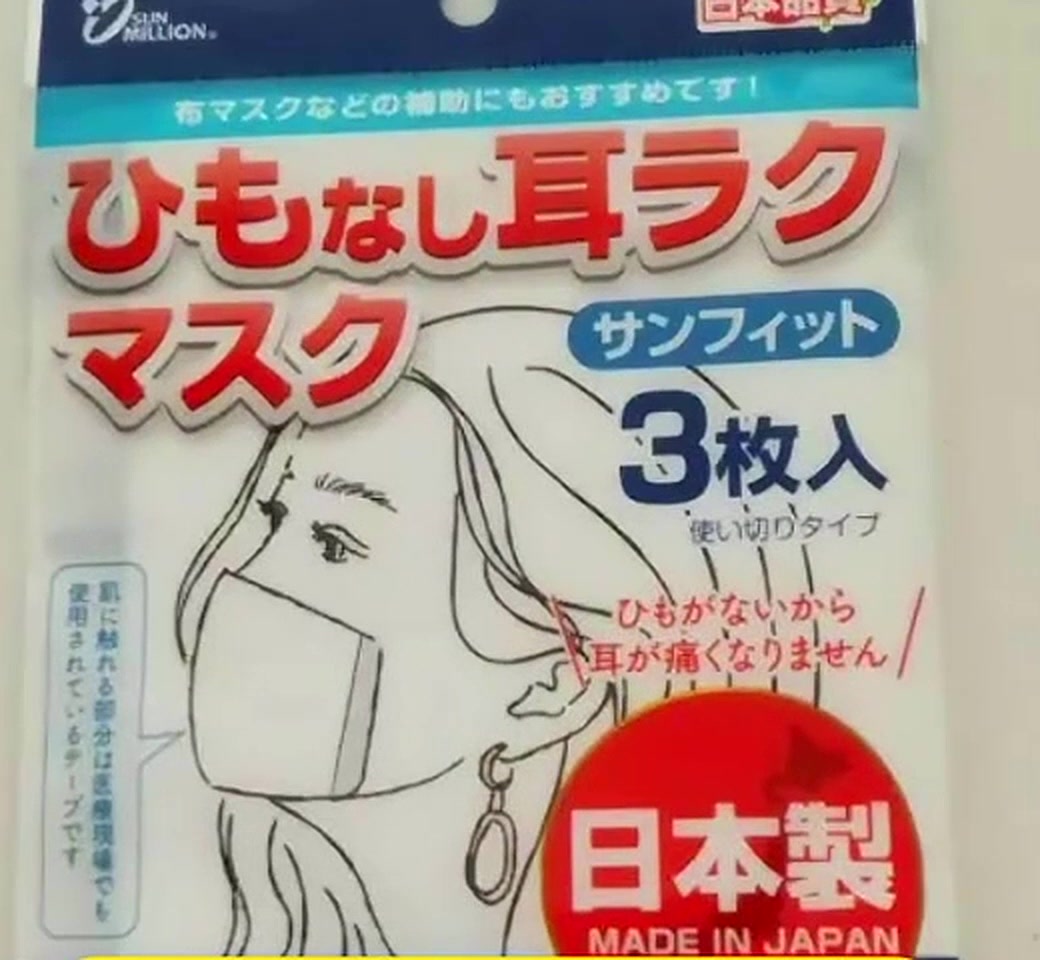 SUN
MILLION
日本品質
布マスクなどの補助にもおすすめです!
ひもなし耳ラク
マスク
サンフィット
3枚入
使い切りタイプ
ひもがないから
耳が痛くなりません
肌に触れる部分は医療現場でも
使用されているテープです
日本製
MADE IN JAPAN